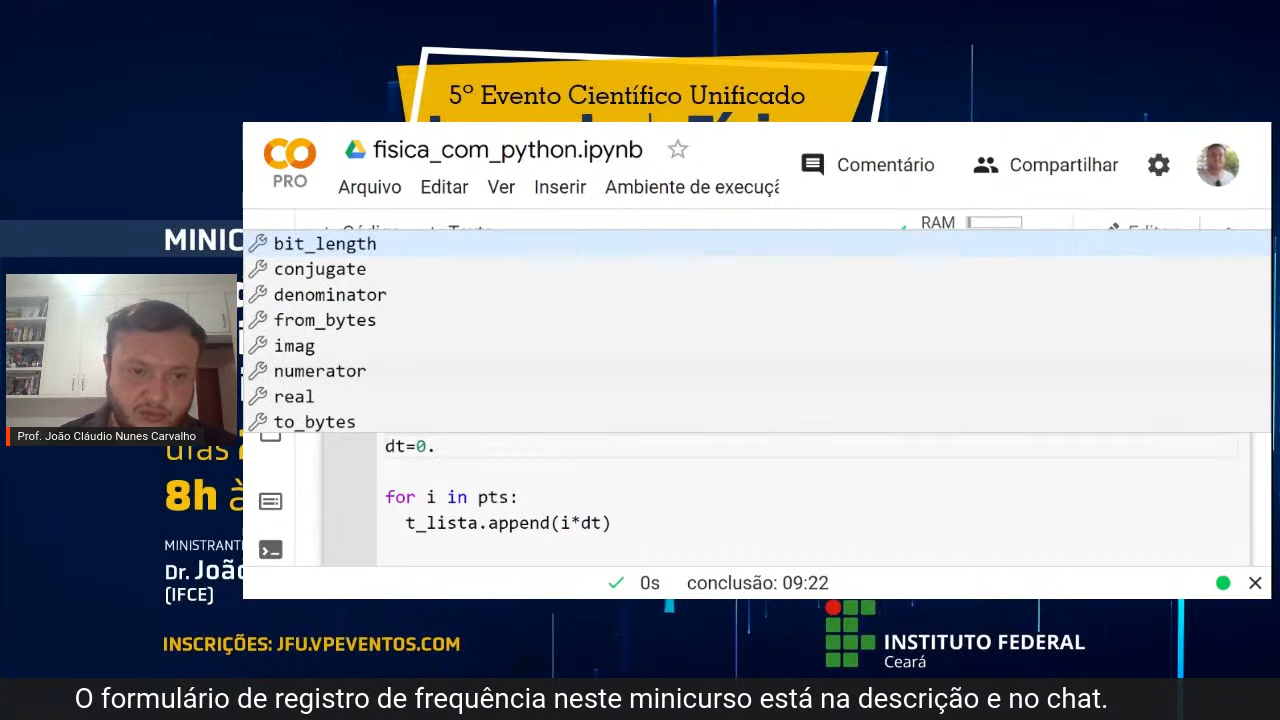 5º Evento Científico Unificado
CO
PRO
fisica_com_python.ipynb
Comentário
Compartilhar
Arquivo Editar Ver Inserir Ambiente de execuçã
RAM
MINIC
bit_length
conjugate
denominator
from_bytes
imag
numerator
real
to_bytes
Prof. João Cláudio Nunes Carvalho
dias
dt=0.
8h à
for i in pts:
t_lista.append(i*dt)
MINISTRANT
Dr. João
(IFCE)
0s conclusão: 09:22
INSCRIÇÕES: JFU.VPEVENTOS.COM
INSTITUTO FEDERAL
Ceará
O formulário de registro de frequência neste minicurso está na descrição e no chat.